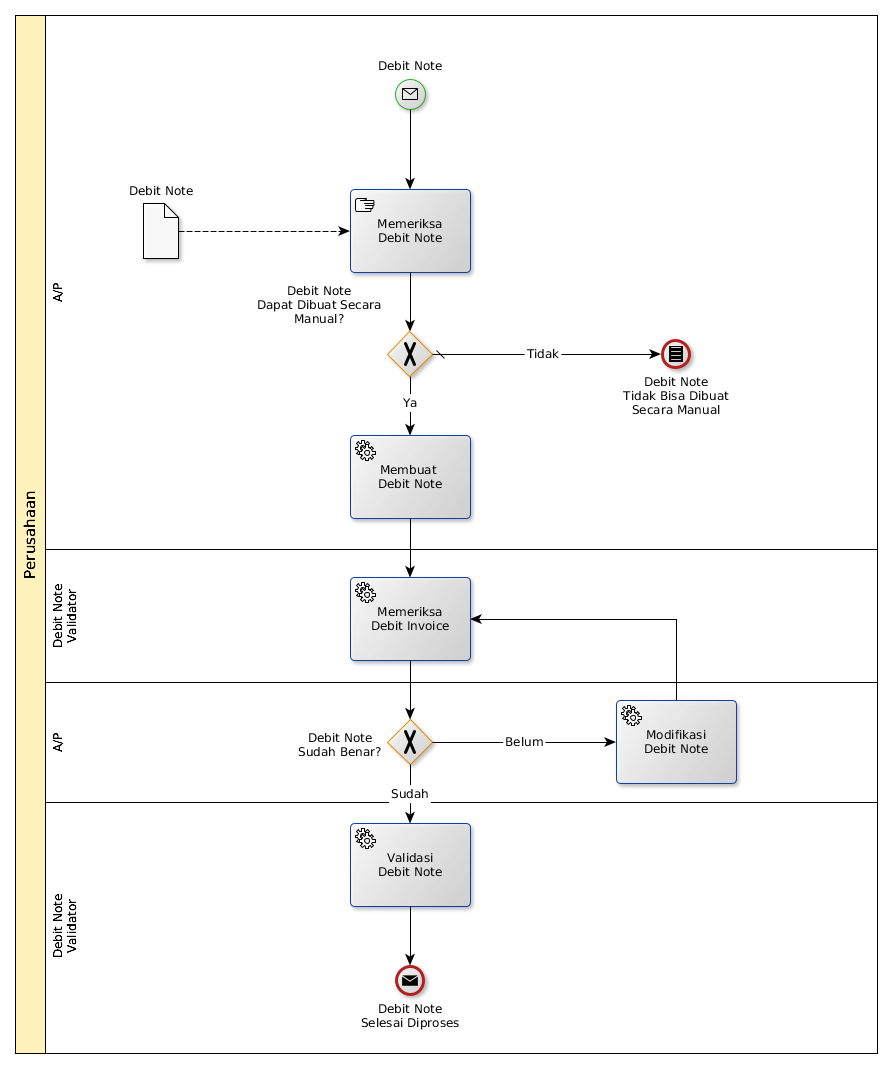 Perusahaan
A/P
Debit Note
Debit Note
Memeriksa
Debit Note
Debit Note
Dapat Dibuat Secara
Manual?
Tidak
Debit Note
Tidak Bisa Dibuat
Secara Manual
Ya
Membuat
Debit Note
Debit Note
Validator
Memeriksa
Debit Invoice
A/P
Debit Note
Sudah Benar?
Belum
Modifikasi
Debit Note
Sudah
Debit Note
Validator
Validasi
Debit Note
Debit Note
Selesai Diproses